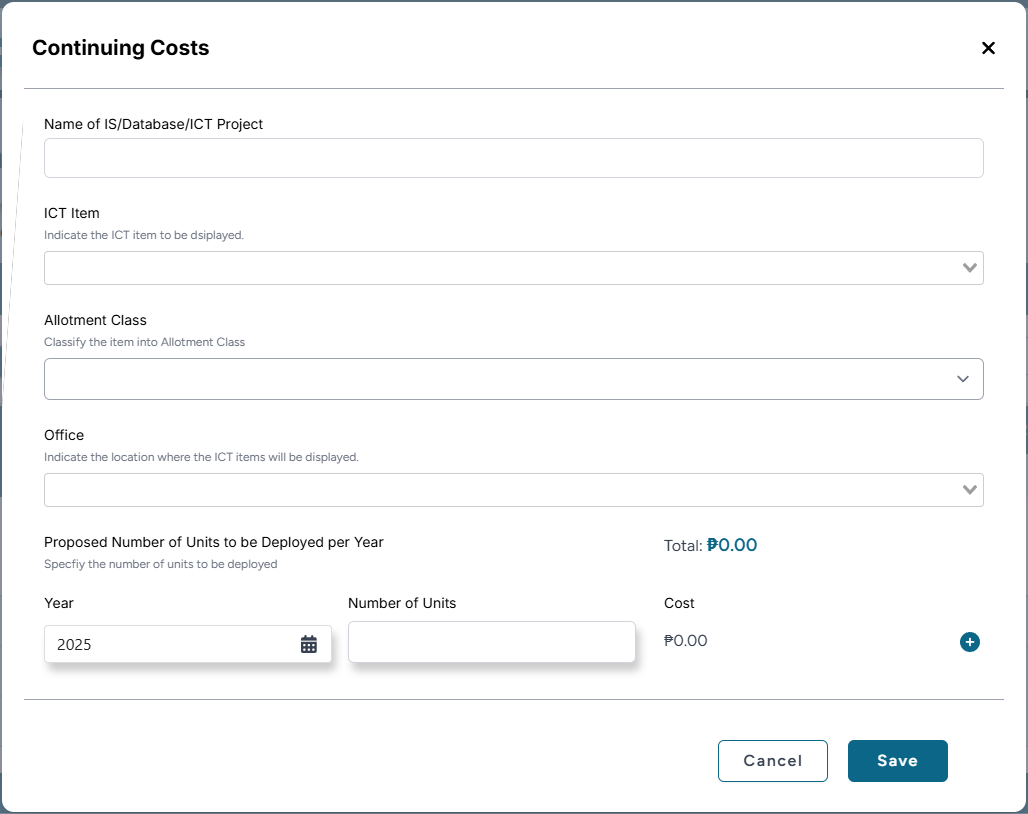 Continuing Costs
Name of IS/Database/ICT Project
ICT Item
Indicate the ICT item to be dsiplayed.
Allotment Class
Classify the item into Allotment Class
Office
Indicate the location where the ICT items will be displayed.
Proposed Number of Units to be Deployed per Year
Total: ₱0.00
Specfiy the number of units to be deployed
Year Number of Units Cost
2025 ₱0.00
Cancel Save